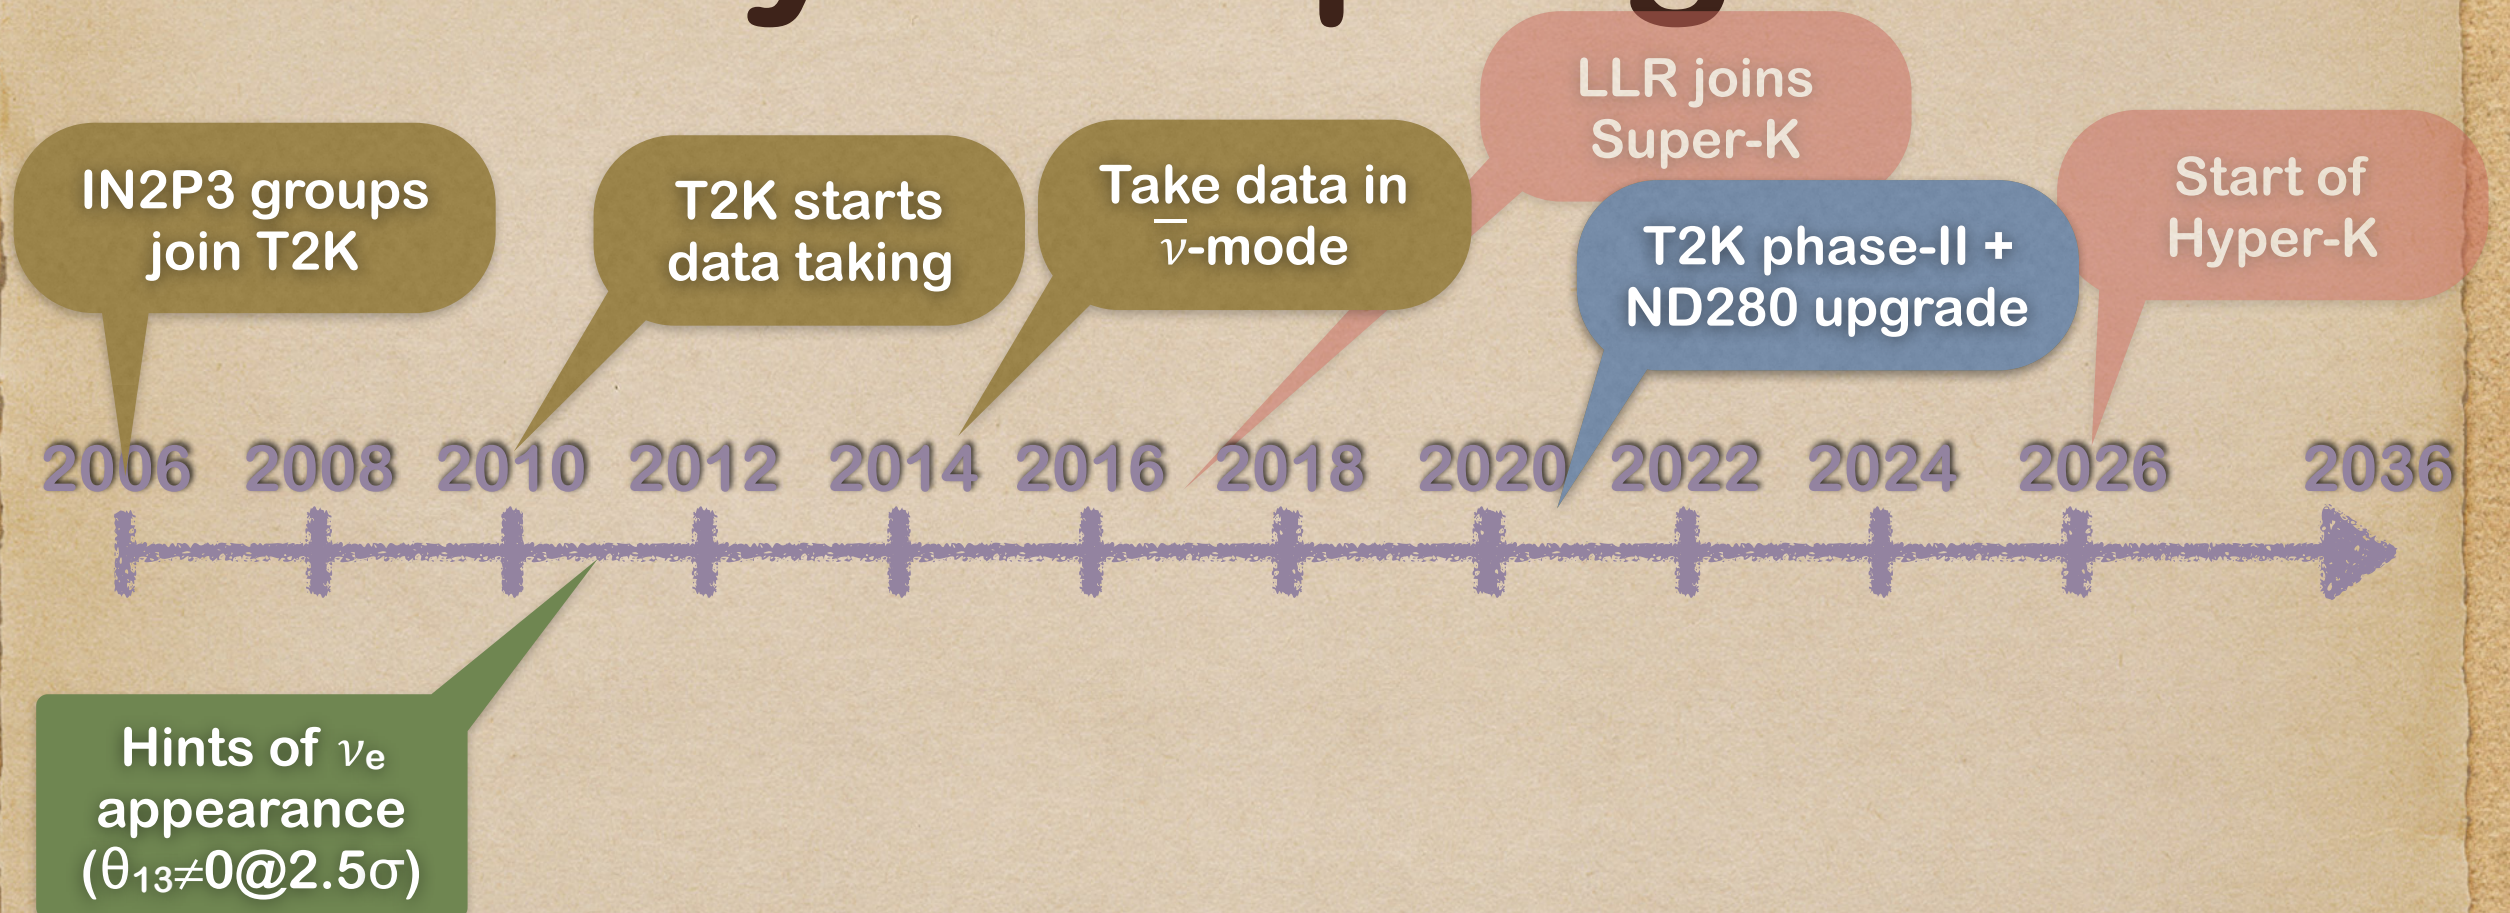 LLR joins
Super-K
IN2P3 groups
join T2K
T2K starts
data taking
Take data in
ν̅-mode
T2K phase-II +
ND280 upgrade
Start of
Hyper-K
2006 2008 2010 2012 2014 2016 2018 2020 2022 2024 2026 2036
Hints of νₑ
appearance
(θ₁₃≠0@2.5σ)